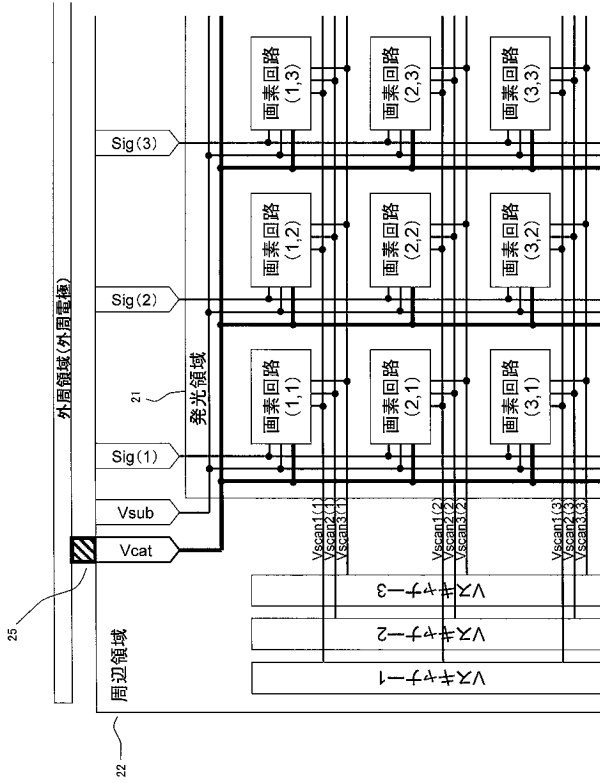 外周領域(外周電極)
Sig(1)
Sig(2)
Sig(3)
Vsub
Vcat
25
周辺領域
22
21
発光領域
画素回路
(1,1)
画素回路
(1,2)
画素回路
(1,3)
Vscan1(1)
Vscan2(1)
Vscan3(1)
画素回路
(2,1)
画素回路
(2,2)
画素回路
(2,3)
Vscan1(2)
Vscan2(2)
Vscan3(2)
画素回路
(3,1)
画素回路
(3,2)
画素回路
(3,3)
Vscan1(3)
Vscan2(3)
Vscan3(3)
Vスキャナー3
Vスキャナー2
Vスキャナー1